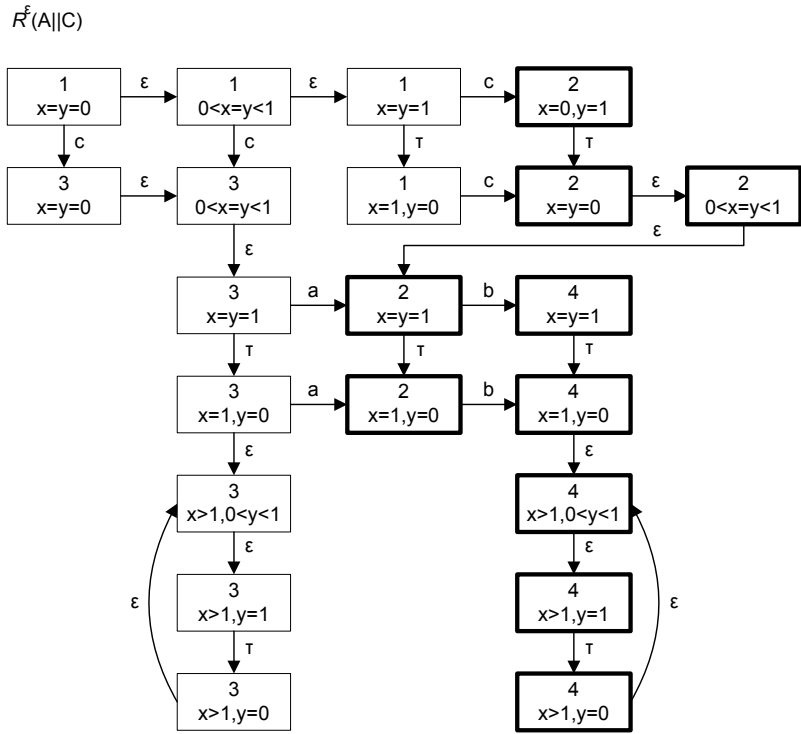 R^ε(A||C)
1 ε 1 ε 1 c 2
x=y=0 0<x=y<1 x=y=1 x=0,y=1
c c τ τ
3 ε 3 1 c 2 ε 2
x=y=0 0<x=y<1 x=1,y=0 x=y=0 0<x=y<1
ε ε
3 a 2 b 4
x=y=1 x=y=1 x=y=1
τ τ τ
3 a 2 b 4
x=1,y=0 x=1,y=0 x=1,y=0
ε ε
3 4
x>1,0<y<1 x>1,0<y<1
ε ε
3 4
x>1,y=1 x>1,y=1
ε ε
τ τ
3 4
x>1,y=0 x>1,y=0